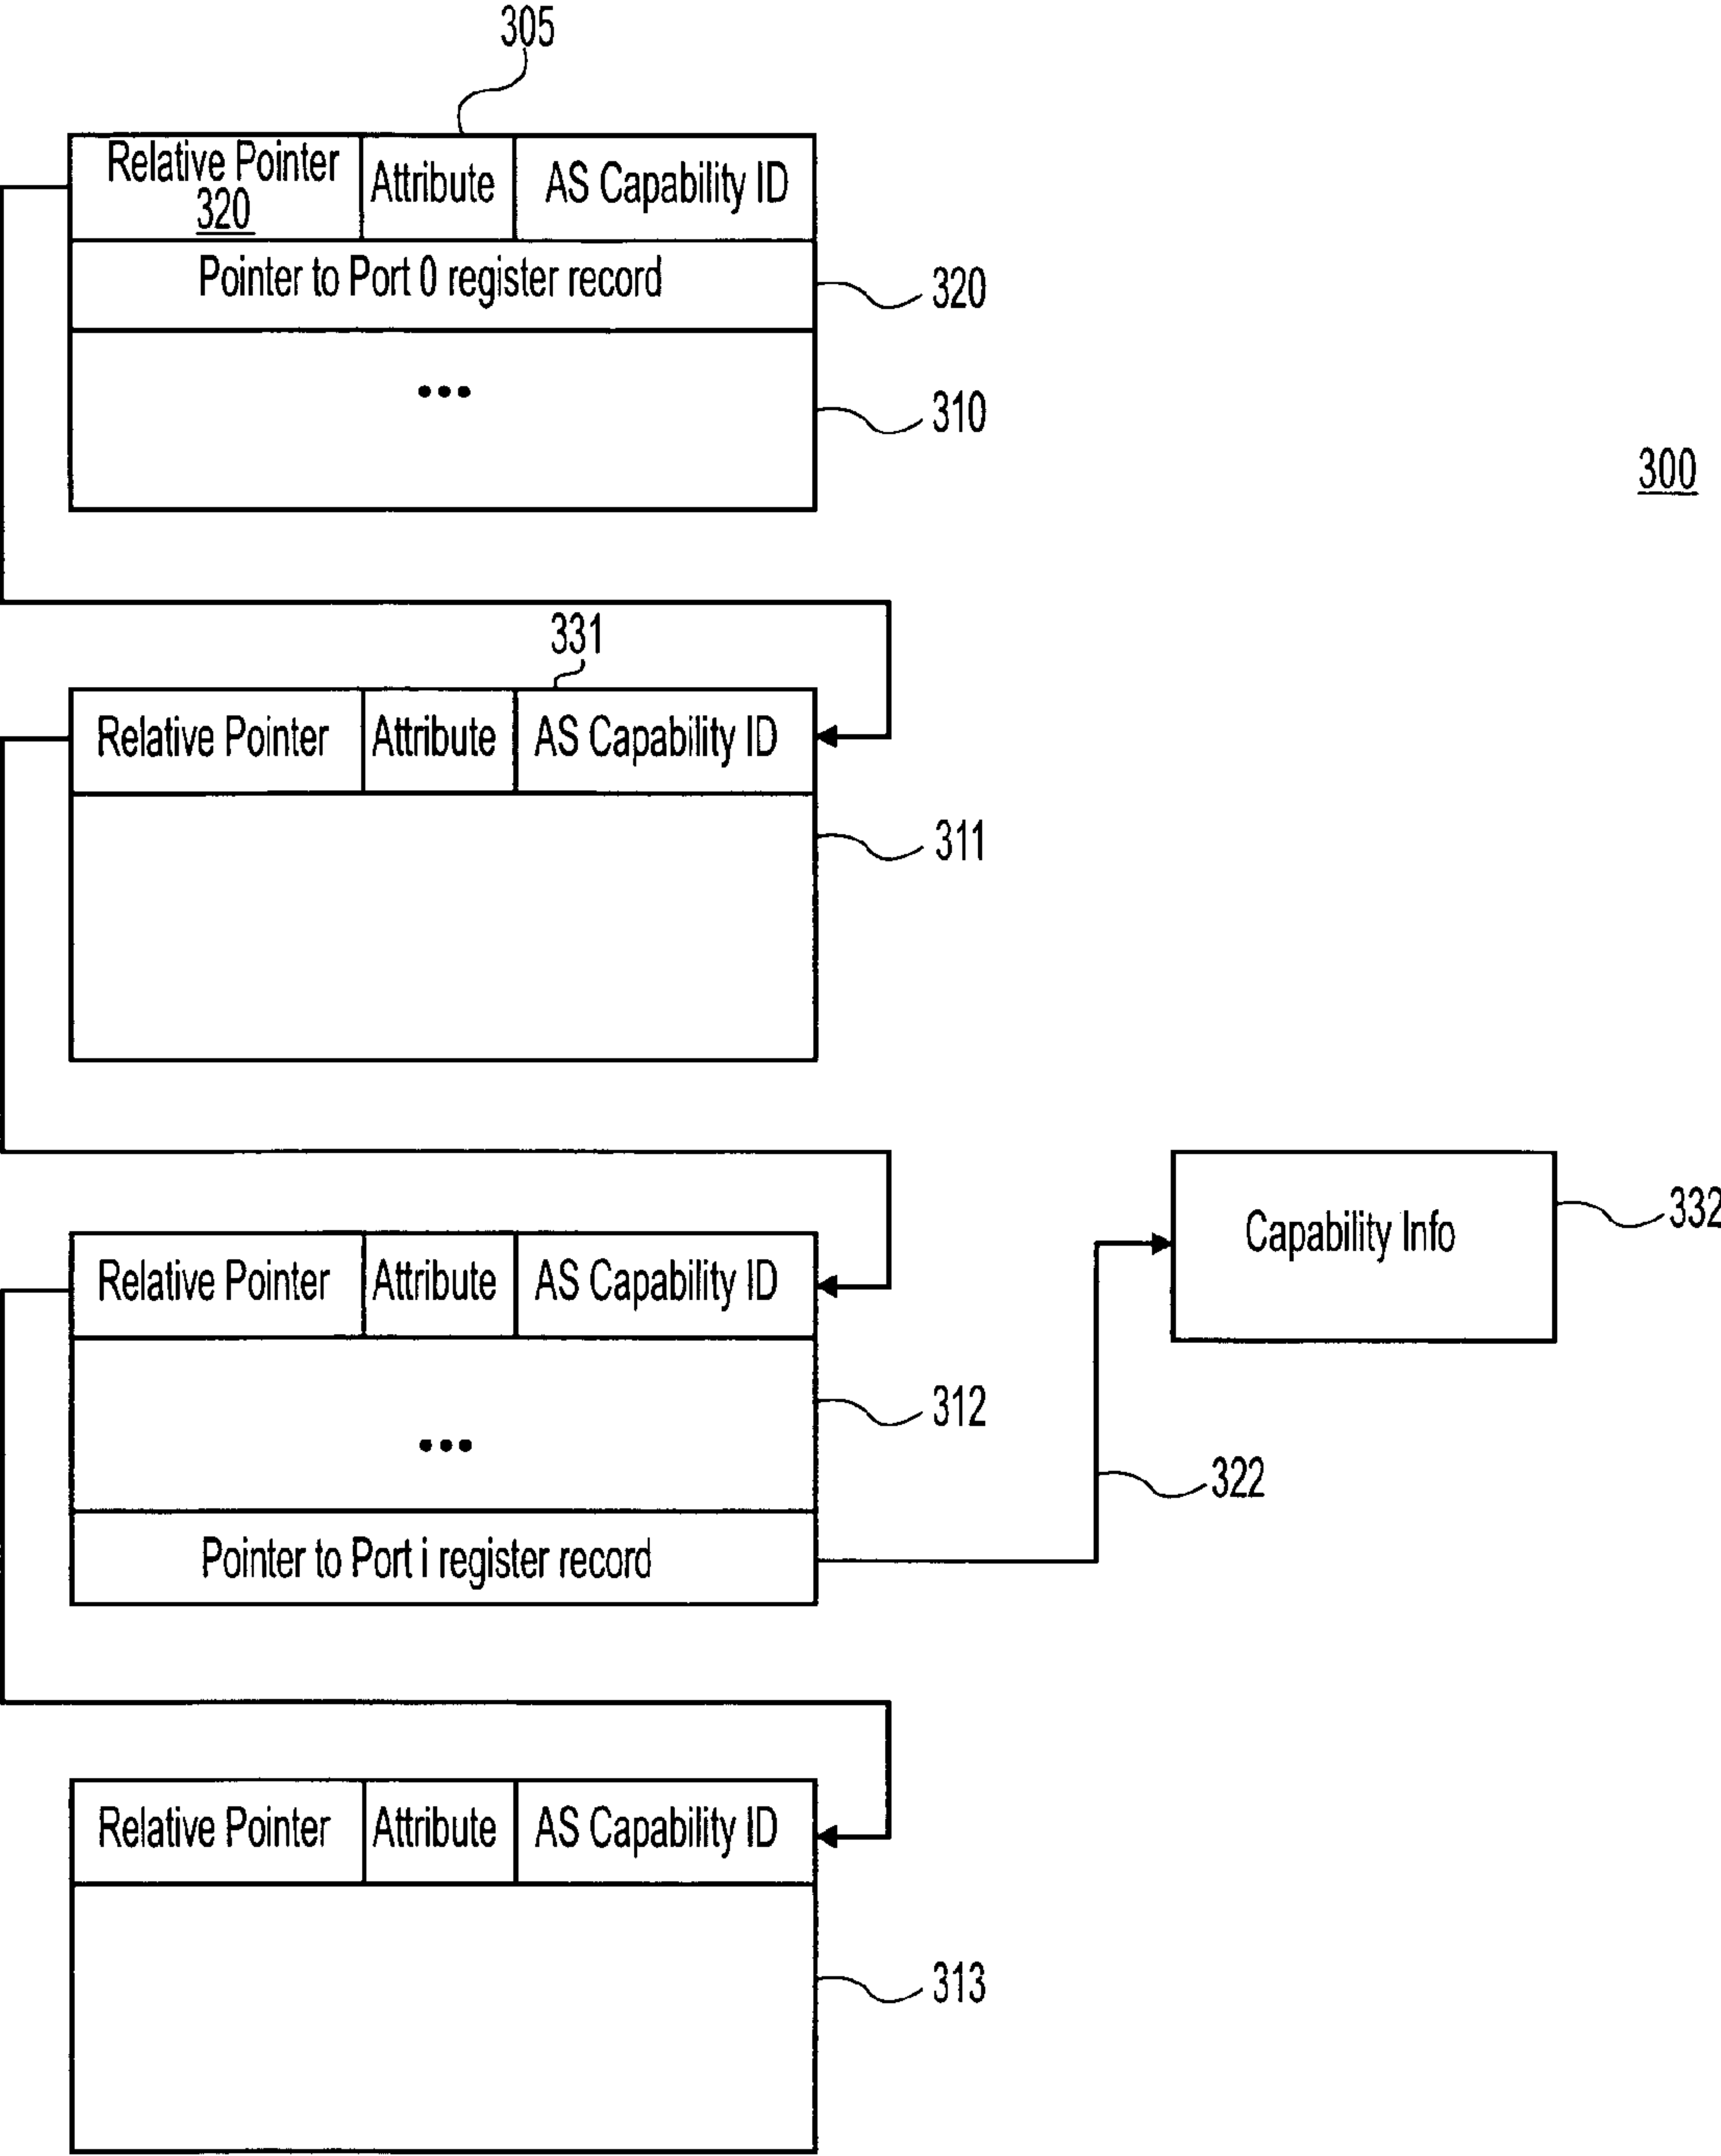 305
Relative Pointer Attribute AS Capability ID
320
Pointer to Port 0 register record 320
... 310
300
331
Relative Pointer Attribute AS Capability ID
311
Capability Info 332
Relative Pointer Attribute AS Capability ID
312
...
322
Pointer to Port i register record
Relative Pointer Attribute AS Capability ID
313